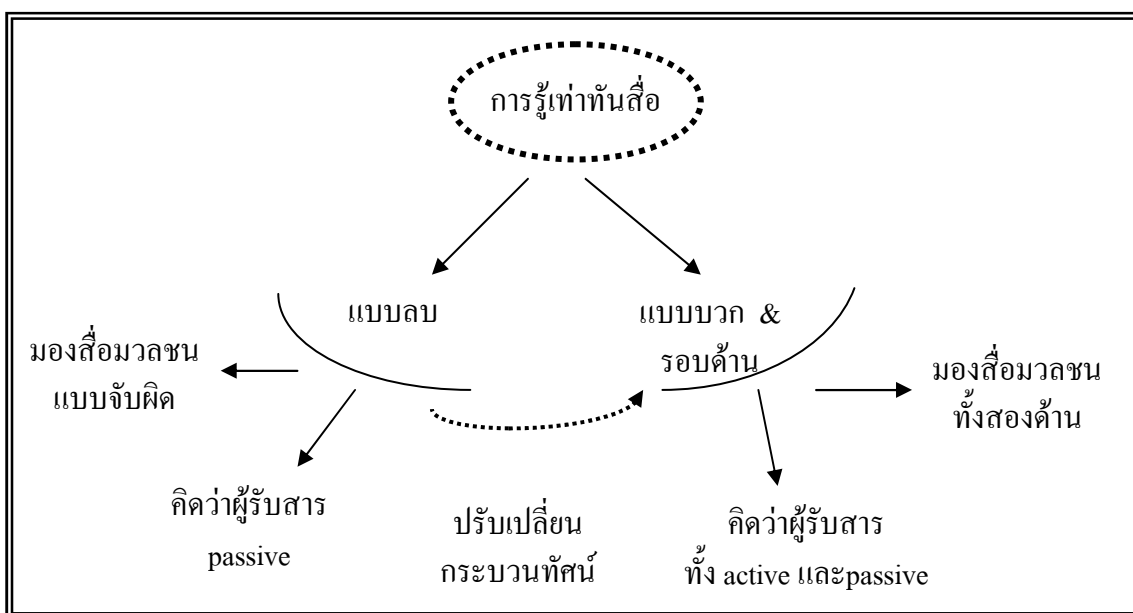 การรู้เท่าทันสื่อ
แบบลบ
แบบบวก &
รอบด้าน
มองสื่อมวลชน
แบบจับผิด
มองสื่อมวลชน
ทั้งสองด้าน
คิดว่าผู้รับสาร
passive
ปรับเปลี่ยน
กระบวนทัศน์
คิดว่าผู้รับสาร
ทั้ง active และpassive